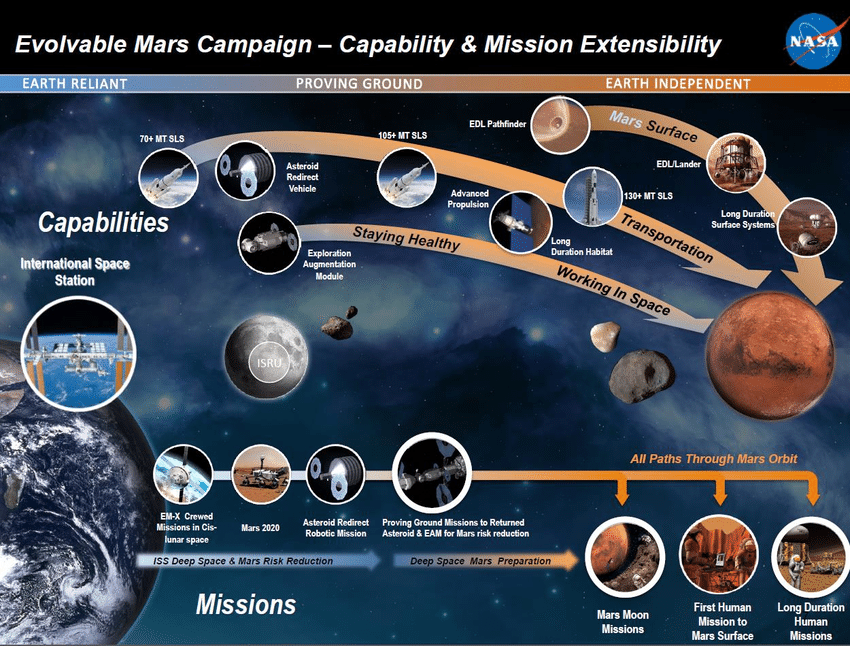 Evolvable Mars Campaign – Capability & Mission Extensibility
NASA
EARTH RELIANT
PROVING GROUND
EARTH INDEPENDENT
EDL Pathfinder
Mars Surface
70+ MT SLS
105+ MT SLS
Asteroid
Redirect
Vehicle
EDL/Lander
Advanced
Propulsion
130+ MT SLS
Transportation
Long Duration
Surface Systems
Capabilities
Staying Healthy
Exploration
Augmentation
Module
Long
Duration Habitat
Working In Space
International Space
Station
ISRU
All Paths Through Mars Orbit
EM-X Crewed
Missions in Cis-
lunar space
Mars 2020
Asteroid Redirect
Robotic Mission
Proving Ground Missions to Returned
Asteroid & EAM for Mars risk reduction
ISS Deep Space & Mars Risk Reduction
Deep Space Mars Preparation
Missions
Mars Moon
Missions
First Human
Mission to
Mars Surface
Long Duration
Human
Missions